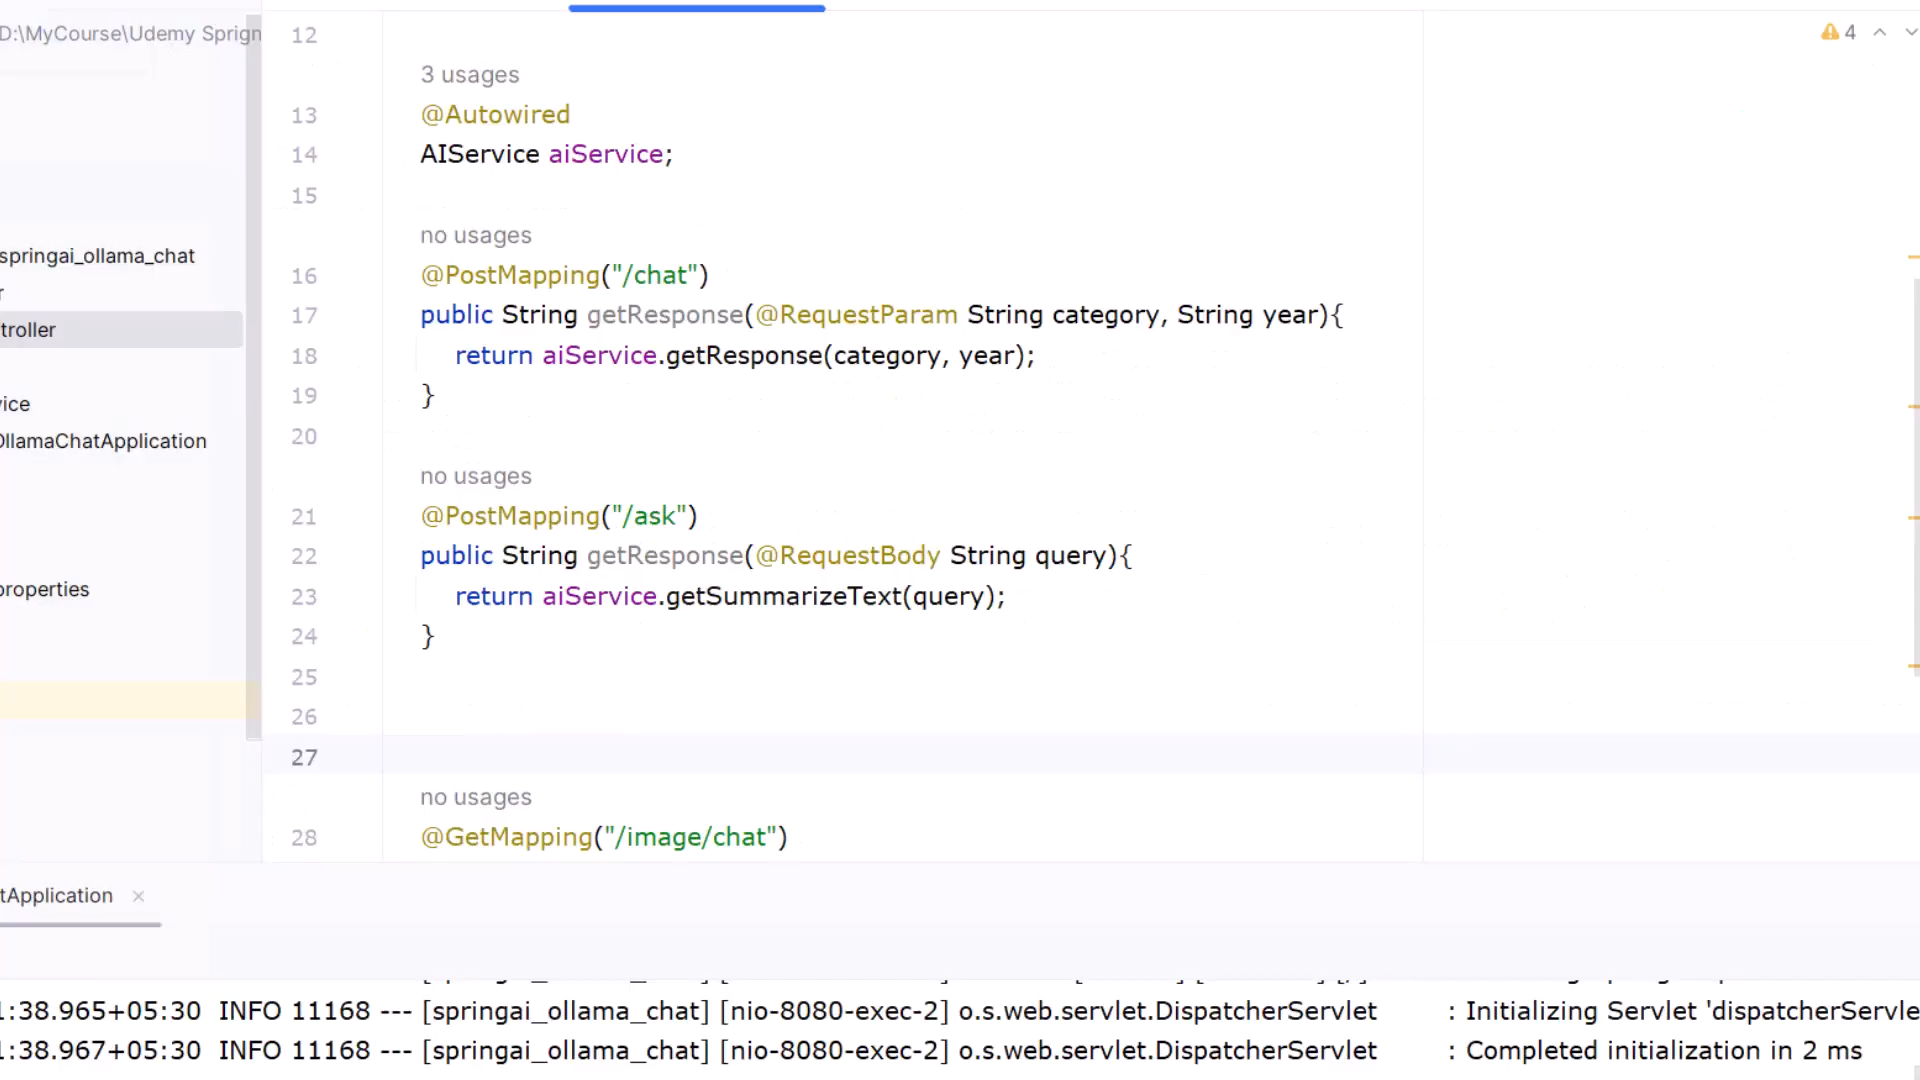 D:\MyCourse\Udemy Sprign
springai_ollama_chat
r
troller
vice
OllamaChatApplication
properties
12
3 usages
13 @Autowired
14 AIService aiService;
15
no usages
16 @PostMapping("/chat")
17 public String getResponse(@RequestParam String category, String year){
18 return aiService.getResponse(category, year);
19 }
20
no usages
21 @PostMapping("/ask")
22 public String getResponse(@RequestBody String query){
23 return aiService.getSummarizeText(query);
24 }
25
26
27
no usages
28 @GetMapping("/image/chat")
4
tApplication
1:38.965+05:30 INFO 11168 --- [springai_ollama_chat] [nio-8080-exec-2] o.s.web.servlet.DispatcherServlet : Initializing Servlet 'dispatcherServle
1:38.967+05:30 INFO 11168 --- [springai_ollama_chat] [nio-8080-exec-2] o.s.web.servlet.DispatcherServlet : Completed initialization in 2 ms